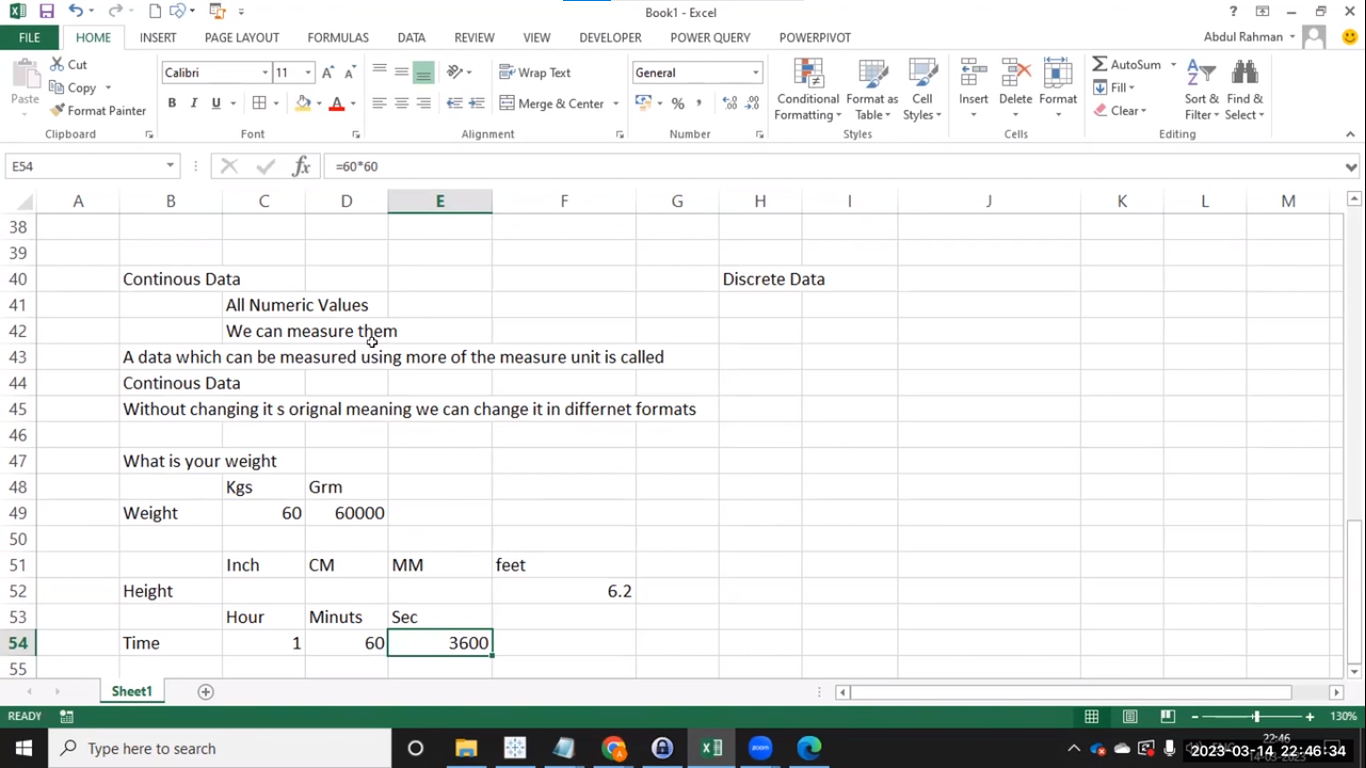 Book1 - Excel
FILE HOME INSERT PAGE LAYOUT FORMULAS DATA REVIEW VIEW DEVELOPER POWER QUERY POWERPIVOT Abdul Rahman
Cut
Copy
Format Painter
Paste
Clipboard
Calibri 11
B I U
Font
Wrap Text
Merge & Center
Alignment
General
%
Number
Conditional Formatting
Format as Table
Cell Styles
Styles
Insert
Delete
Format
Cells
AutoSum
Fill
Clear
Sort & Filter
Find & Select
Editing
E54 fx =60*60
A B C D E F G H I J K L M
38
39
40 Continous Data Discrete Data
41 All Numeric Values
42 We can measure them
43 A data which can be measured using more of the measure unit is called
44 Continous Data
45 Without changing it s orignal meaning we can change it in differnet formats
46
47 What is your weight
48 Kgs Grm
49 Weight 60 60000
50
51 Inch CM MM feet
52 Height 6.2
53 Hour Minuts Sec
54 Time 1 60 3600
55
Sheet1
READY 130%
Type here to search
zoom
22:46
2023-03-14, 22:46:34